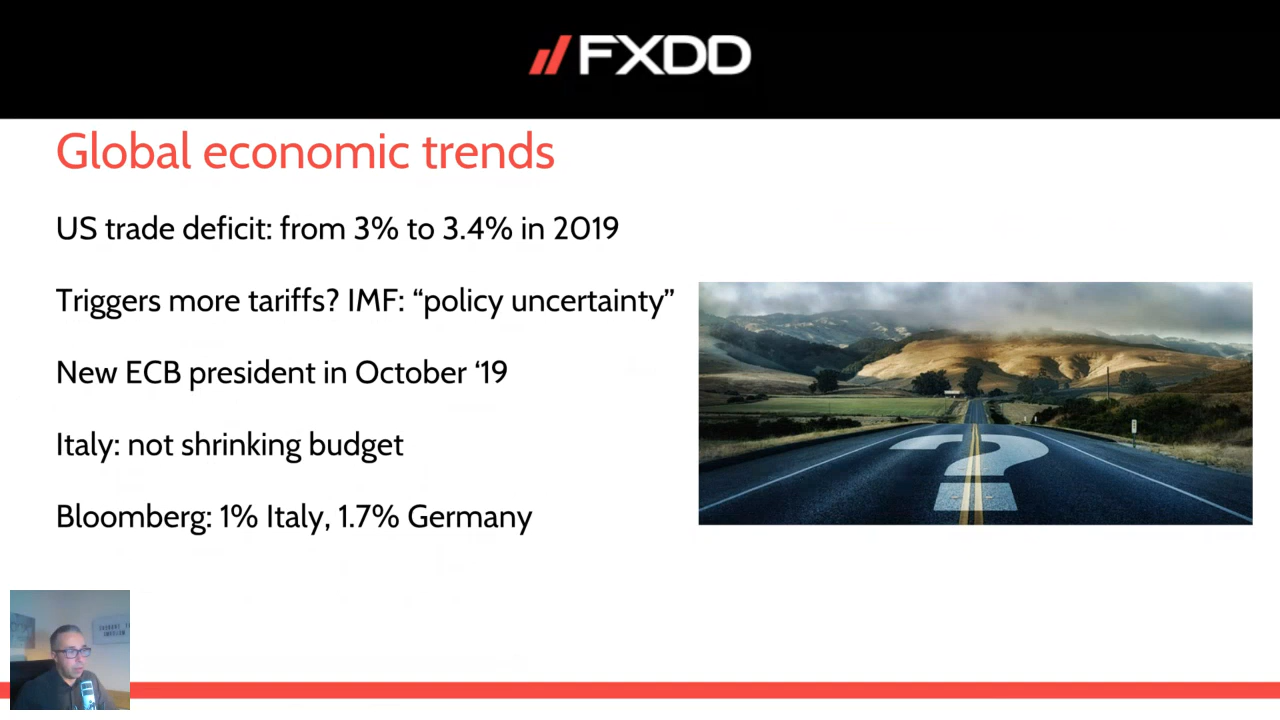 FXDD
Global economic trends
US trade deficit: from 3% to 3.4% in 2019
Triggers more tariffs? IMF: “policy uncertainty”
New ECB president in October ‘19
Italy: not shrinking budget
Bloomberg: 1% Italy, 1.7% Germany
?